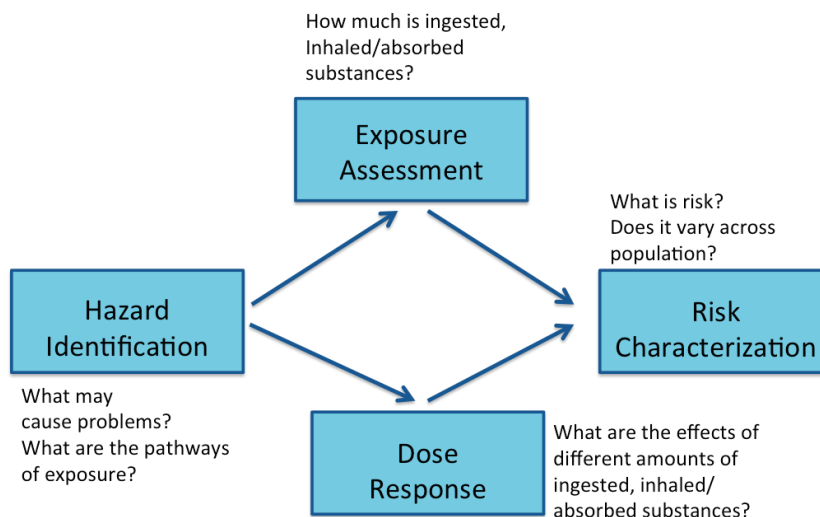 How much is ingested,
Inhaled/absorbed
substances?
Exposure
Assessment
What is risk?
Does it vary across
population?
Hazard
Identification
Risk
Characterization
What may
cause problems?
What are the pathways
of exposure?
Dose
Response
What are the effects of
different amounts of
ingested, inhaled/
absorbed substances?